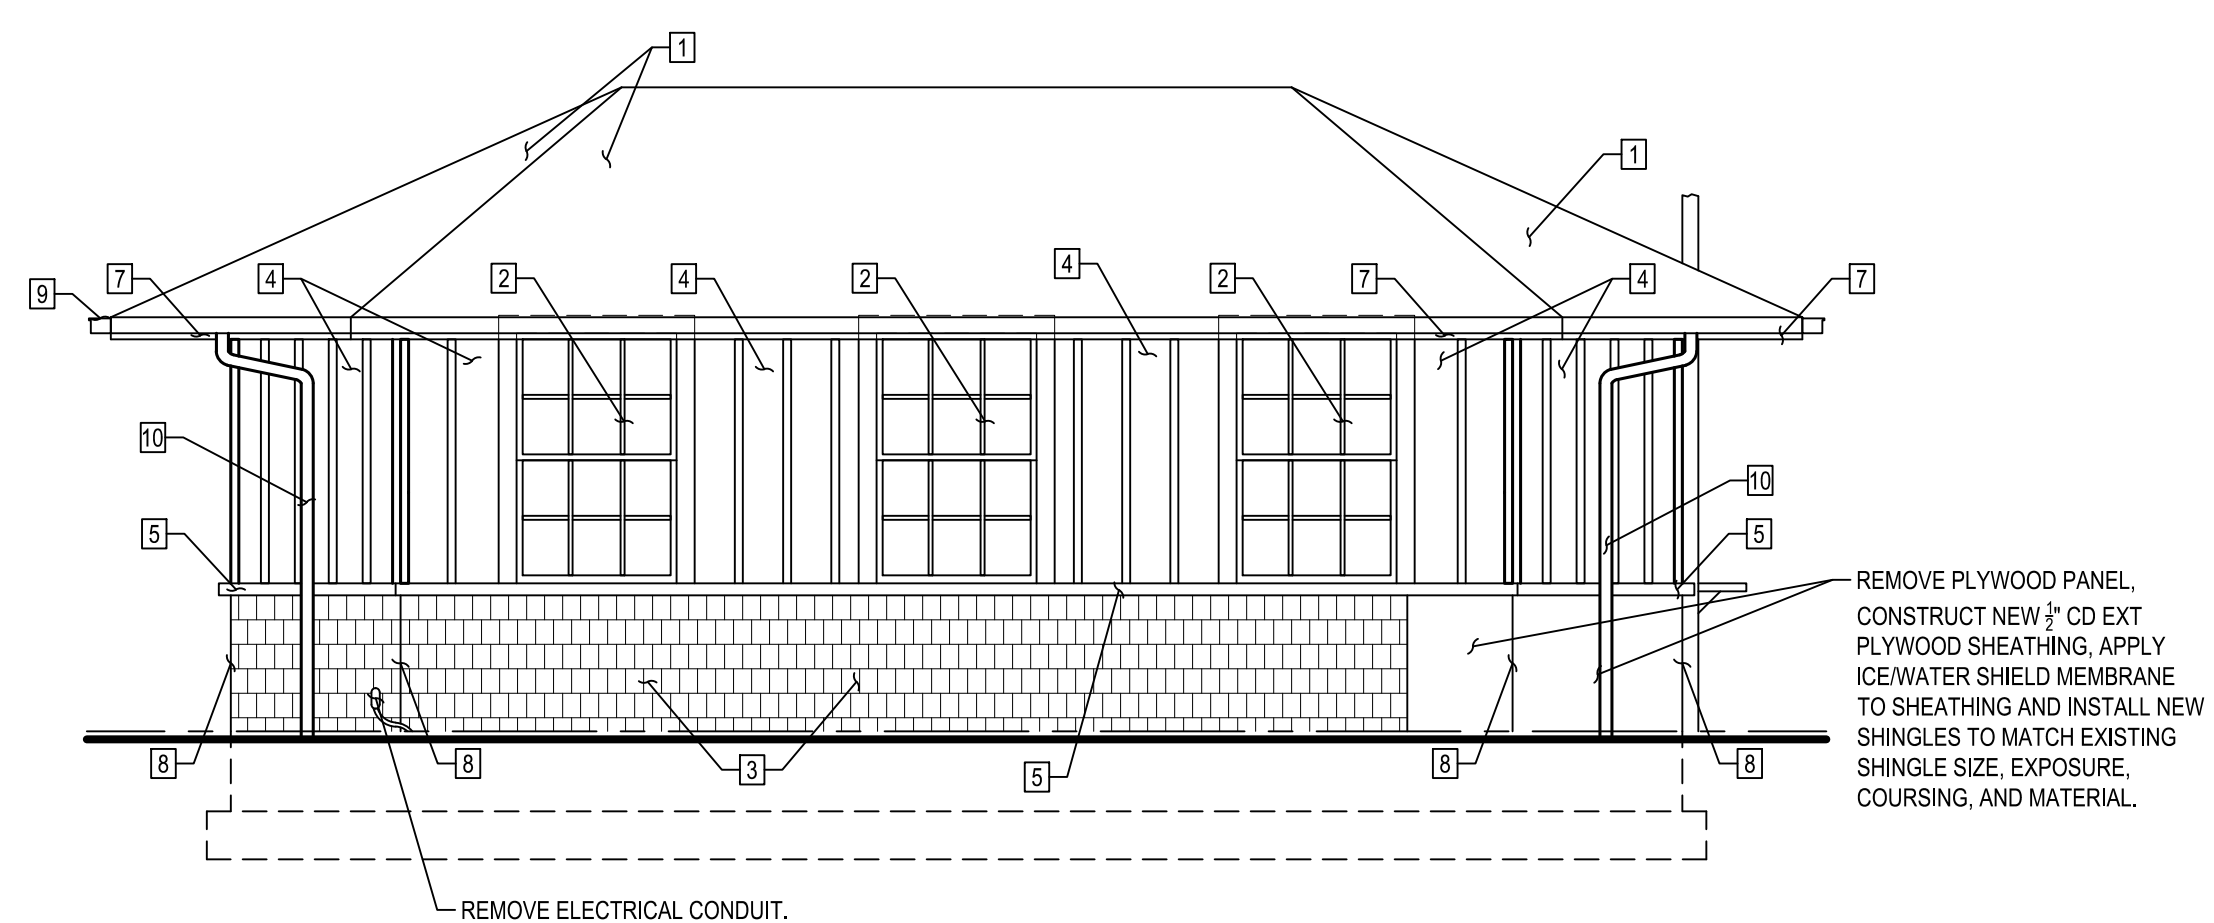 1
1
9
7
4
2
4
2
4
2
7
4
7
10
10
5
5
REMOVE PLYWOOD PANEL,
CONSTRUCT NEW ½" CD EXT
PLYWOOD SHEATHING, APPLY
ICE/WATER SHIELD MEMBRANE
TO SHEATHING AND INSTALL NEW
SHINGLES TO MATCH EXISTING
SHINGLE SIZE, EXPOSURE,
COURSING, AND MATERIAL.
8
8
3
5
8
8
REMOVE ELECTRICAL CONDUIT.